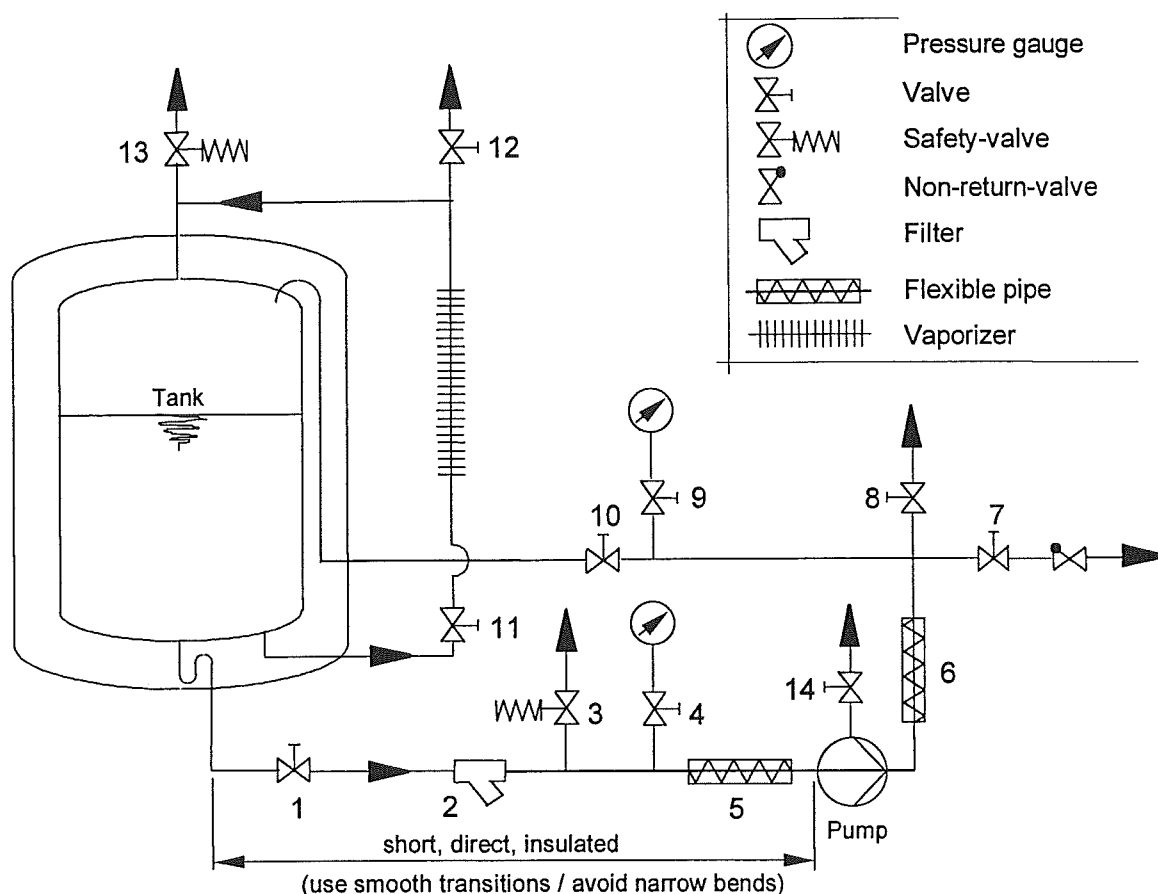 Pressure gauge
Valve
Safety-valve
Non-return-valve
Filter
Flexible pipe
Vaporizer
13
12
Tank
9
10
8
7
11
3
4
14
6
1
2
5
Pump
short, direct, insulated
(use smooth transitions / avoid narrow bends)